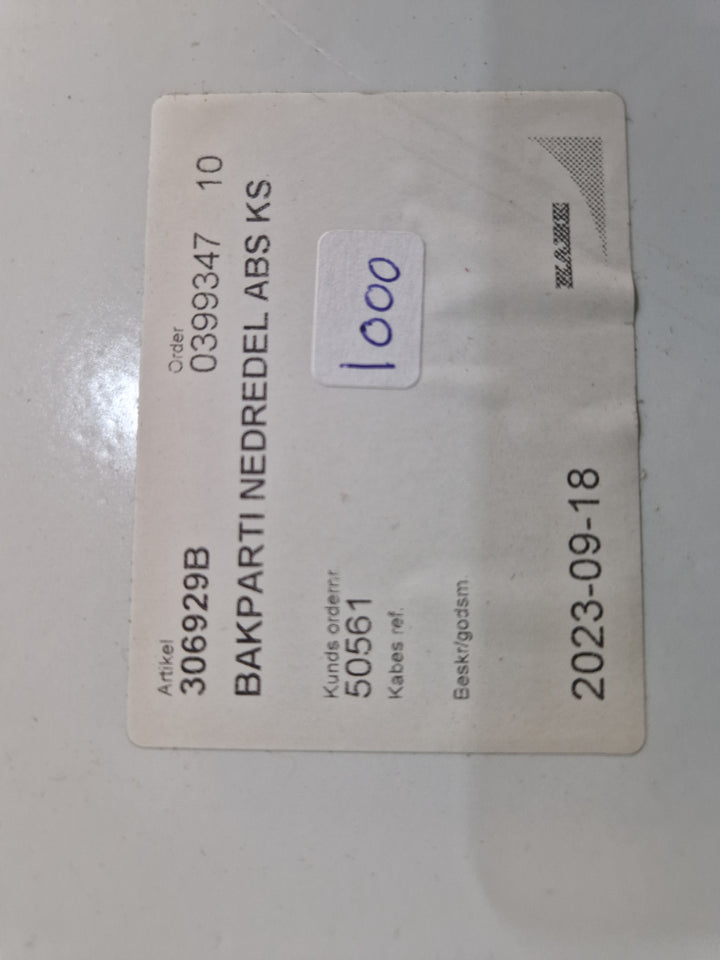 Artikel
306929B
Order
0399347 10
BAKPARTI NEDREDEL ABS KS
1000
Kunds ordernr.
50561
Kabes ref.
Beskr/godsm.
2023-09-18
KABE